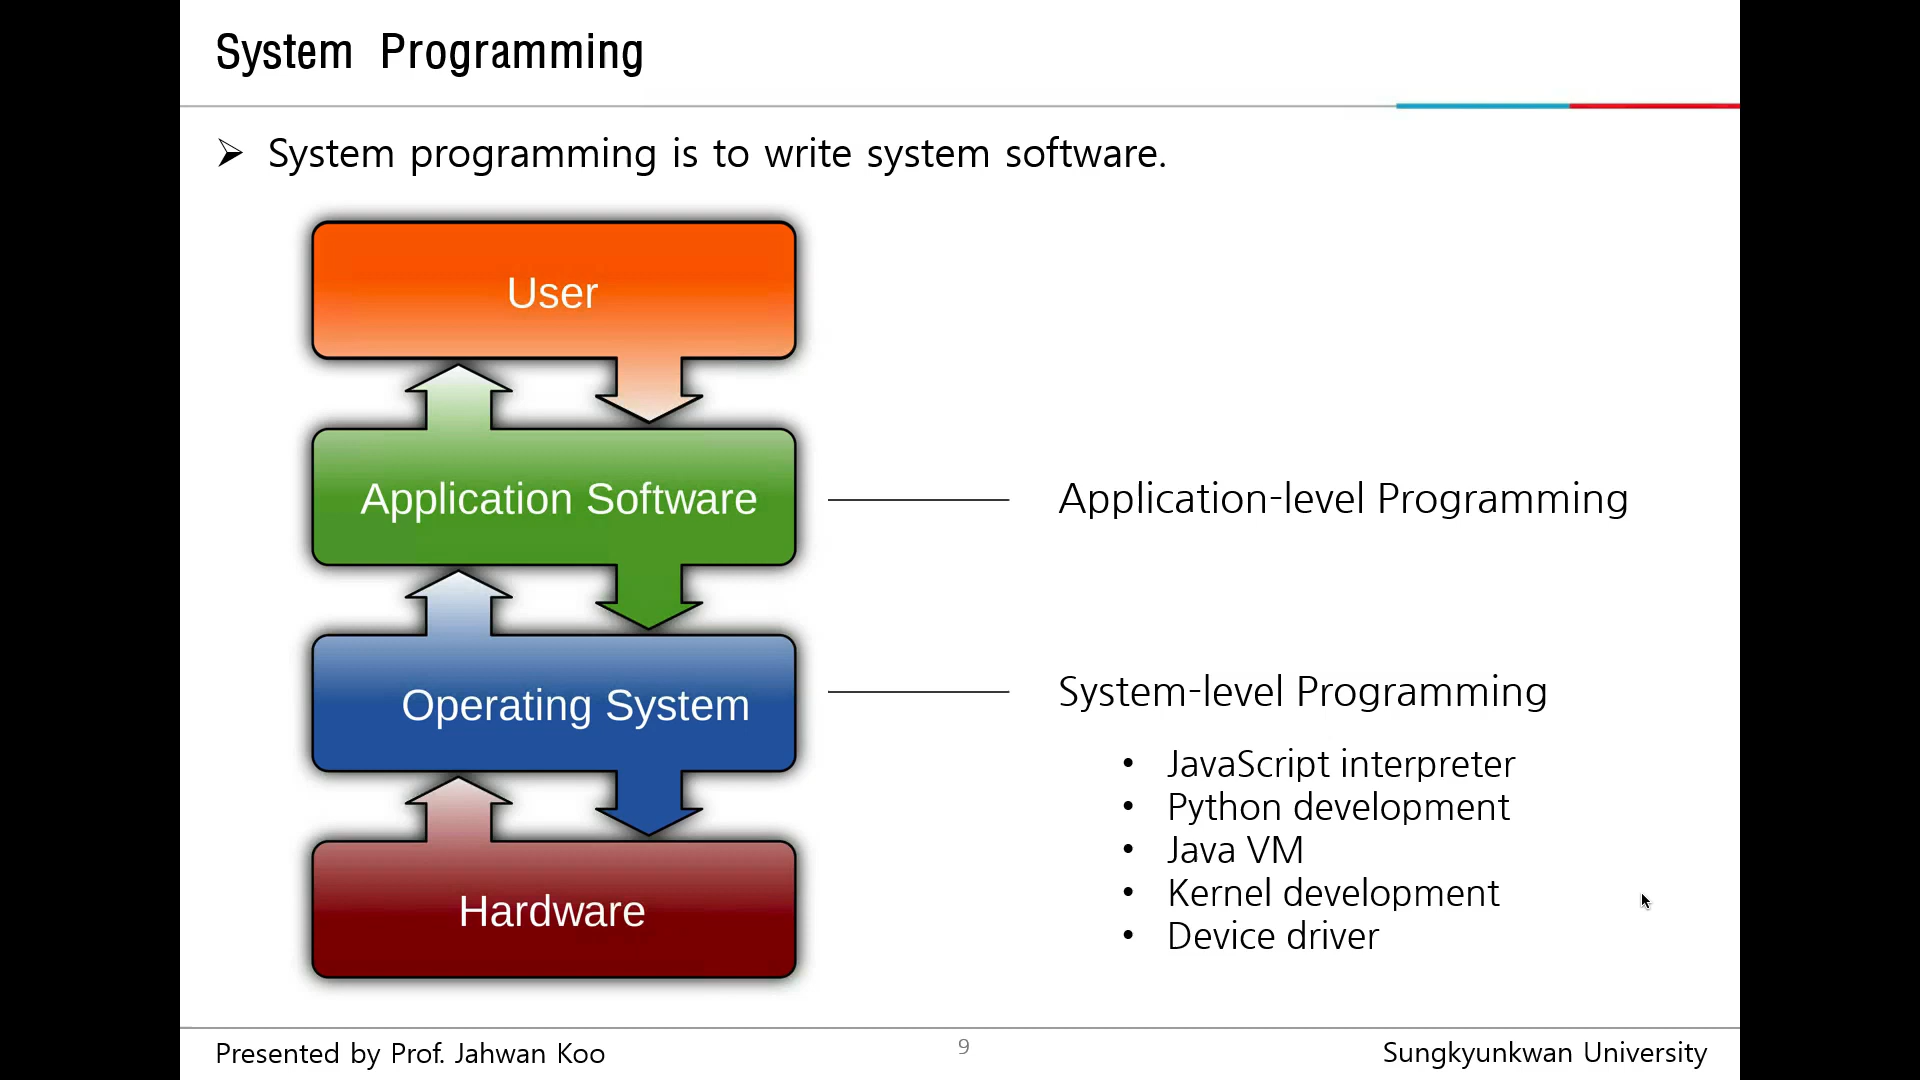 System Programming
➢ System programming is to write system software.
User
Application Software
Application-level Programming
Operating System
System-level Programming
• JavaScript interpreter
• Python development
• Java VM
• Kernel development
• Device driver
Hardware
Presented by Prof. Jahwan Koo
9
Sungkyunkwan University